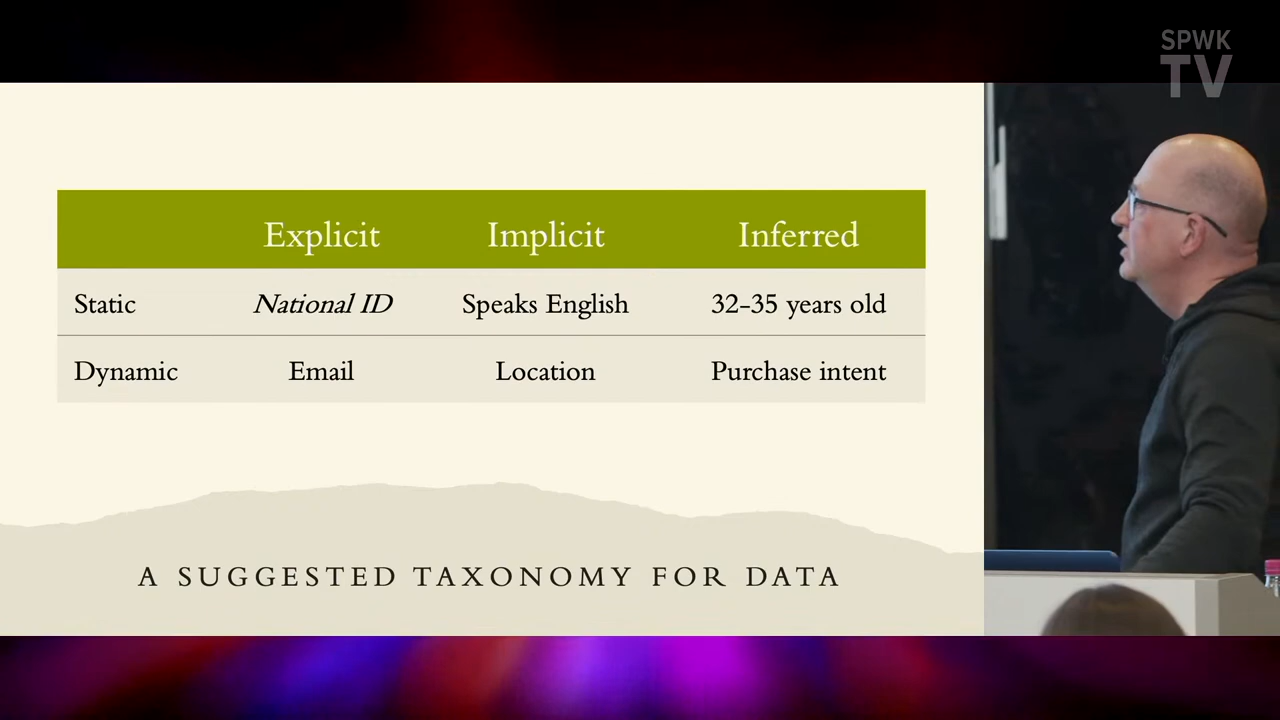 SPWK
TV
Explicit Implicit Inferred
Static National ID Speaks English 32-35 years old
Dynamic Email Location Purchase intent
A SUGGESTED TAXONOMY FOR DATA